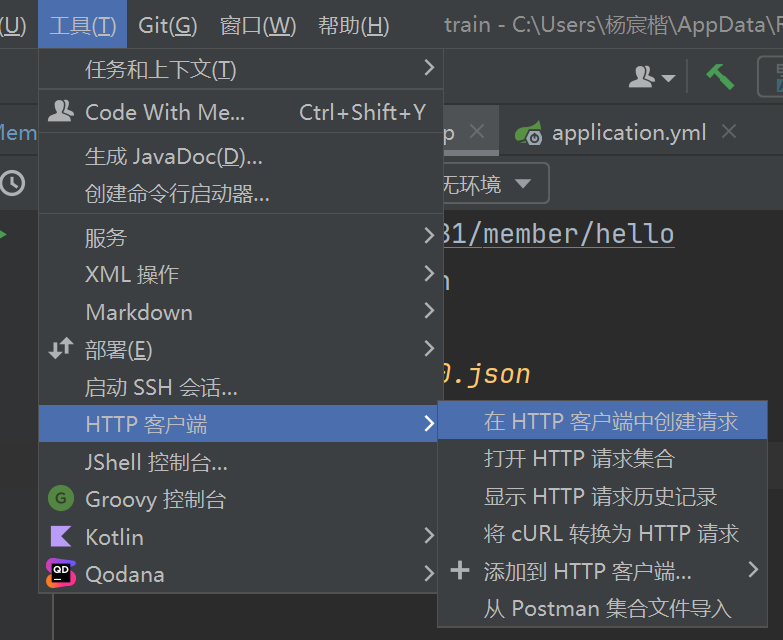 (U) 工具(T) Git(G) 窗口(W) 帮助(H) train - C:\Users\杨宸楷\AppData\
任务和上下文(T)
Code With Me... Ctrl+Shift+Y
application.yml
生成 JavaDoc(D)...
无环境
创建命令行启动器...
服务
31/member/hello
XML 操作
Markdown
部署(E)
0.json
启动 SSH 会话...
HTTP 客户端
在 HTTP 客户端中创建请求
JShell 控制台...
打开 HTTP 请求集合
G Groovy 控制台
显示 HTTP 请求历史记录
Kotlin
将 cURL 转换为 HTTP 请求
QD Qodana
添加到 HTTP 客户端...
从 Postman 集合文件导入